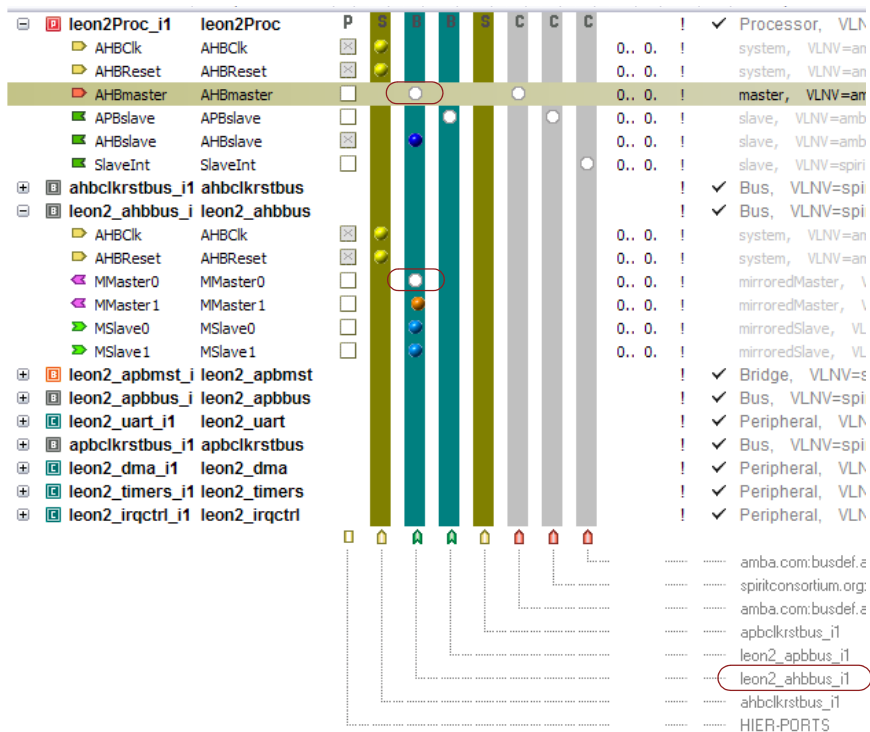 leon2Proc_i1 leon2Proc P S B B S C C C ! Processor, VLN
AHBClk AHBClk 0.. 0. ! system, VLNV=am
AHBReset AHBReset 0.. 0. ! system, VLNV=am
AHBmaster AHBmaster 0.. 0. ! master, VLNV=am
APBslave APBslave 0.. 0. ! slave, VLNV=amb
AHBslave AHBslave 0.. 0. ! slave, VLNV=amb
SlaveInt SlaveInt 0.. 0. ! slave, VLNV=spiri
ahbclkrstbus_i1 ahbclkrstbus ! Bus, VLNV=spi
leon2_ahbbus_i leon2_ahbbus ! Bus, VLNV=spi
AHBClk AHBClk 0.. 0. ! system, VLNV=am
AHBReset AHBReset 0.. 0. ! system, VLNV=am
MMaster0 MMaster0 0.. 0. ! mirroredMaster, V
MMaster1 MMaster1 0.. 0. ! mirroredMaster, V
MSlave0 MSlave0 0.. 0. ! mirroredSlave, VL
MSlave1 MSlave1 0.. 0. ! mirroredSlave, VL
leon2_apbmst_i leon2_apbmst ! Bridge, VLNV=s
leon2_apbbus_i leon2_apbbus ! Bus, VLNV=spi
leon2_uart_i1 leon2_uart ! Peripheral, VLN
apbclkrstbus_i1 apbclkrstbus ! Bus, VLNV=spi
leon2_dma_i1 leon2_dma ! Peripheral, VLN
leon2_timers_i1 leon2_timers ! Peripheral, VLN
leon2_irqctrl_i1 leon2_irqctrl ! Peripheral, VLN
amba.com:busdef.a
spiritconsortium.org:
amba.com:busdef.a
apbclkrstbus_i1
leon2_apbbus_i1
leon2_ahbbus_i1
ahbclkrstbus_i1
HIER-PORTS